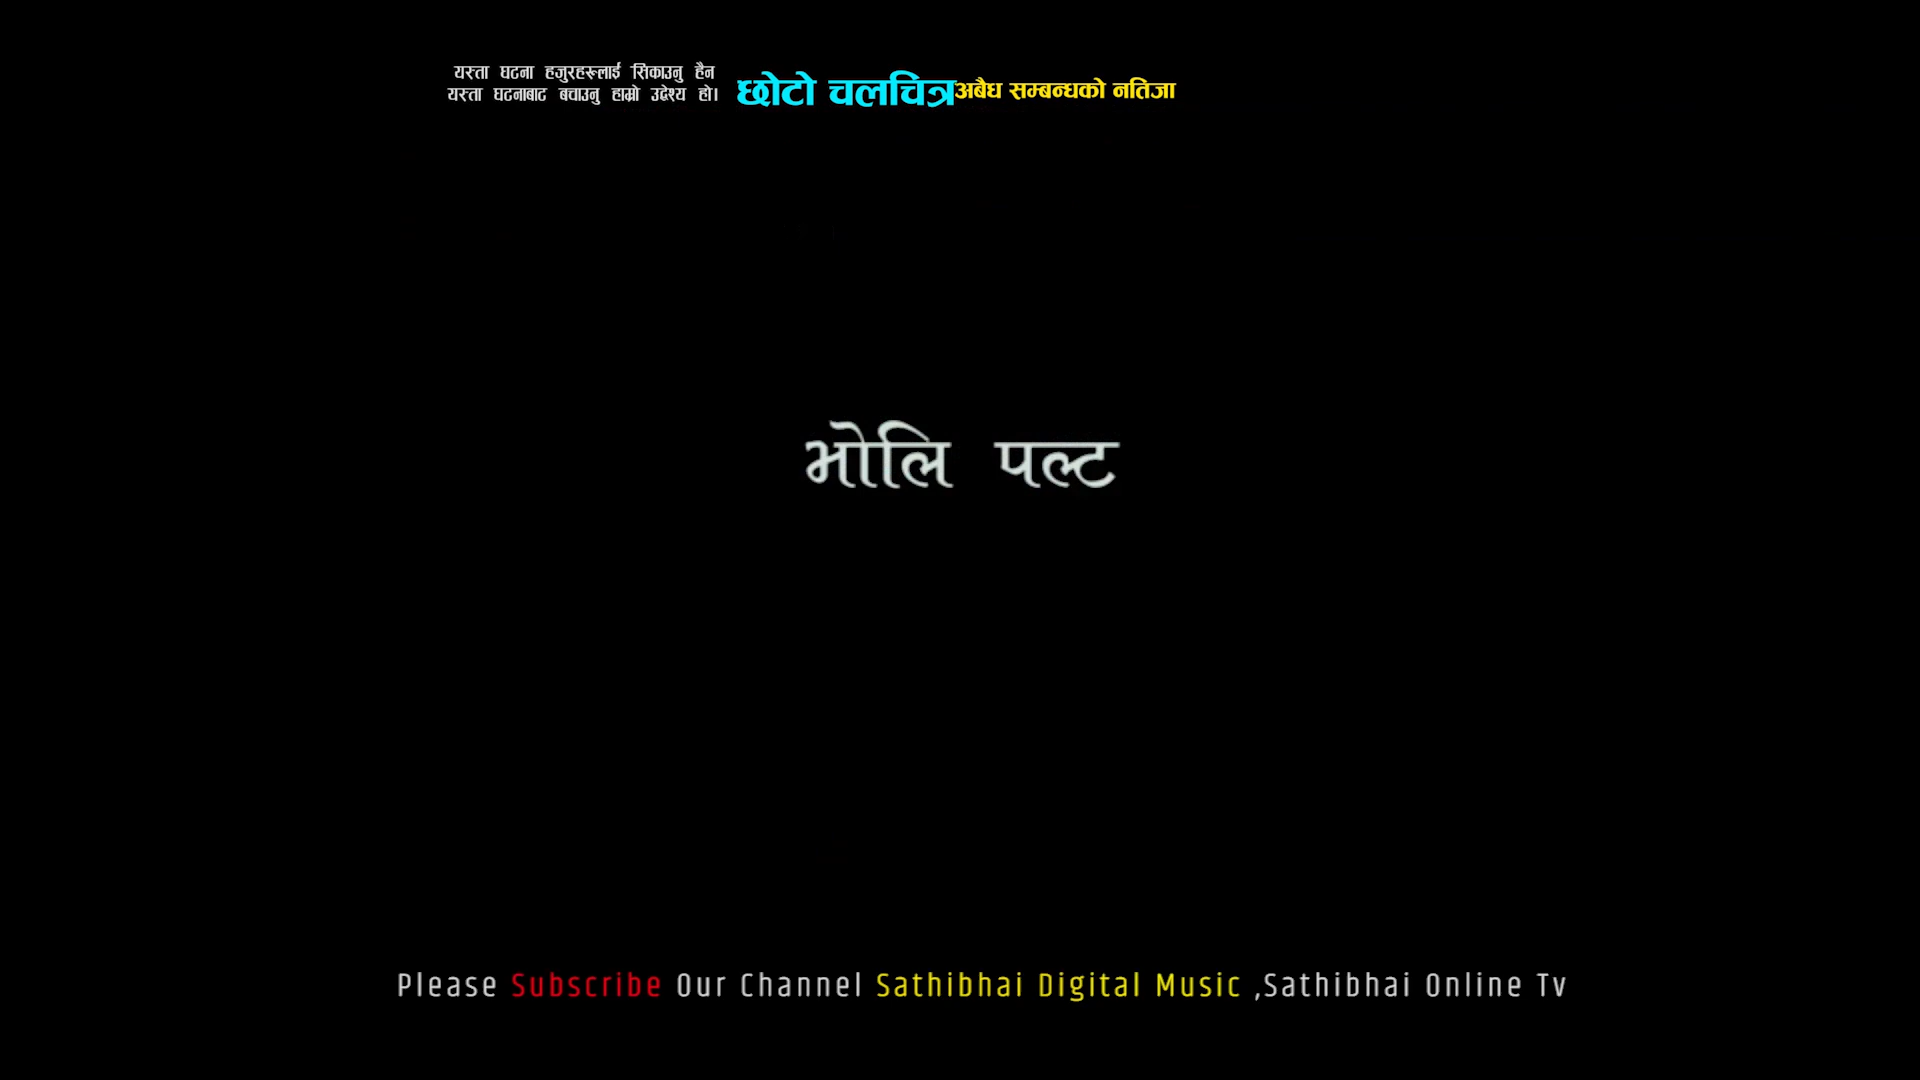 यस्ता घटना हजुरहरूलाई सिकाउनु हैन
यस्ता घटनाबाट बचाउनु हाम्रो उद्देश्य हो।
छोटो चलचित्र अबैध सम्बन्धको नतिजा
भोलि पल्ट
Please Subscribe Our Channel Sathibhai Digital Music ,Sathibhai Online Tv